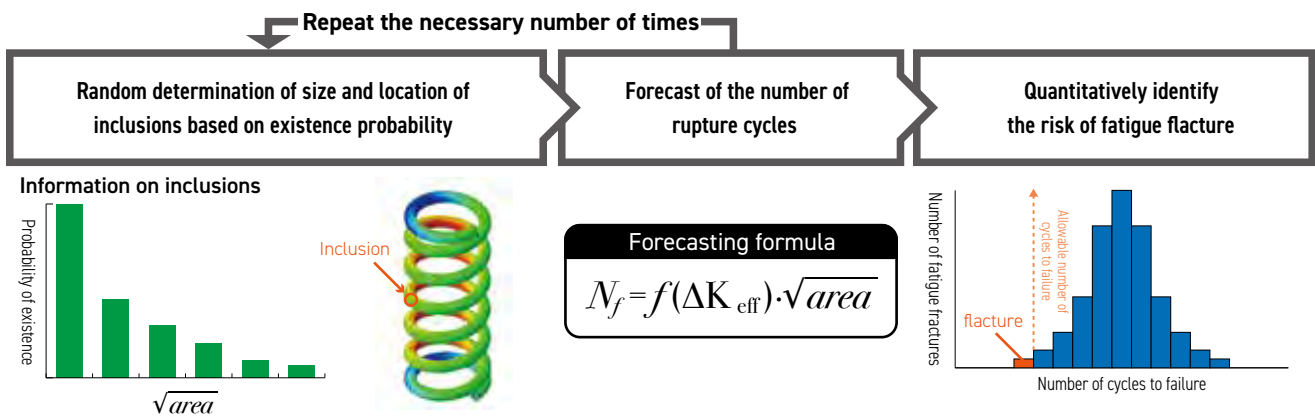 Repeat the necessary number of times
Random determination of size and location of
inclusions based on existence probability
Forecast of the number of
rupture cycles
Quantitatively identify
the risk of fatigue flacture
Information on inclusions
Probability of existence
√area
Inclusion
Forecasting formula
N_f = f(ΔK eff)·√area
Number of fatigue fractures
Allowable number of
cycles to failure
flacture
Number of cycles to failure